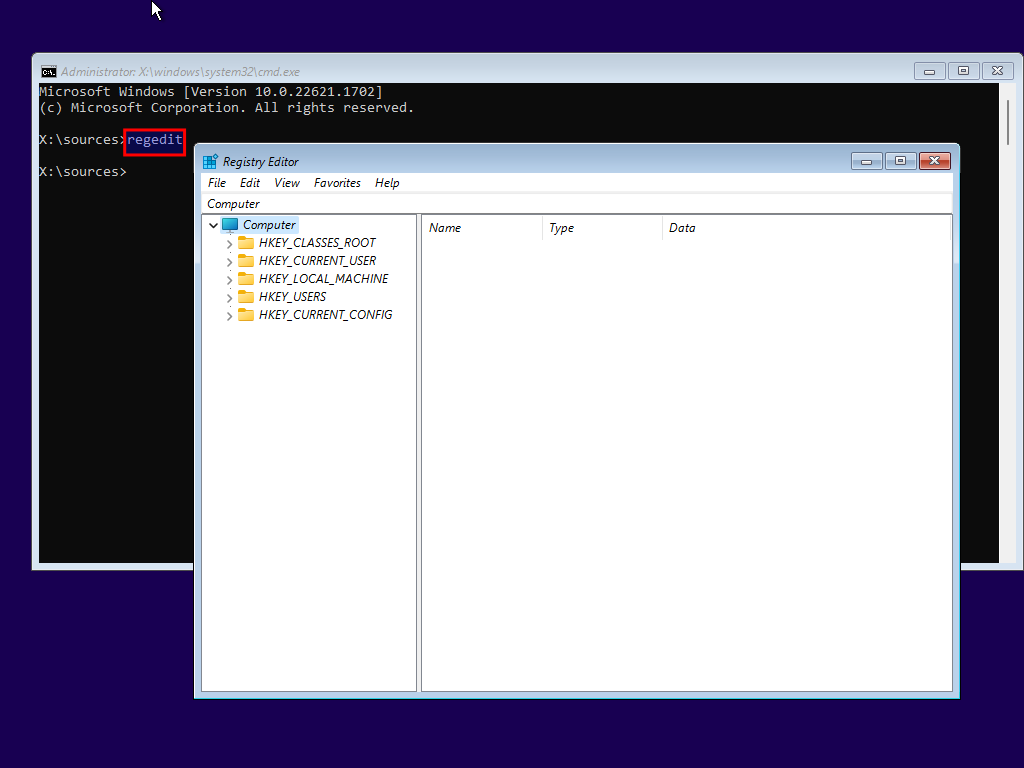 Administrator: X:\windows\system32\cmd.exe
Microsoft Windows [Version 10.0.22621.1702]
(c) Microsoft Corporation. All rights reserved.
X:\sources>regedit
X:\sources>
Registry Editor
File Edit View Favorites Help
Computer
Computer
HKEY_CLASSES_ROOT
HKEY_CURRENT_USER
HKEY_LOCAL_MACHINE
HKEY_USERS
HKEY_CURRENT_CONFIG
Name Type Data